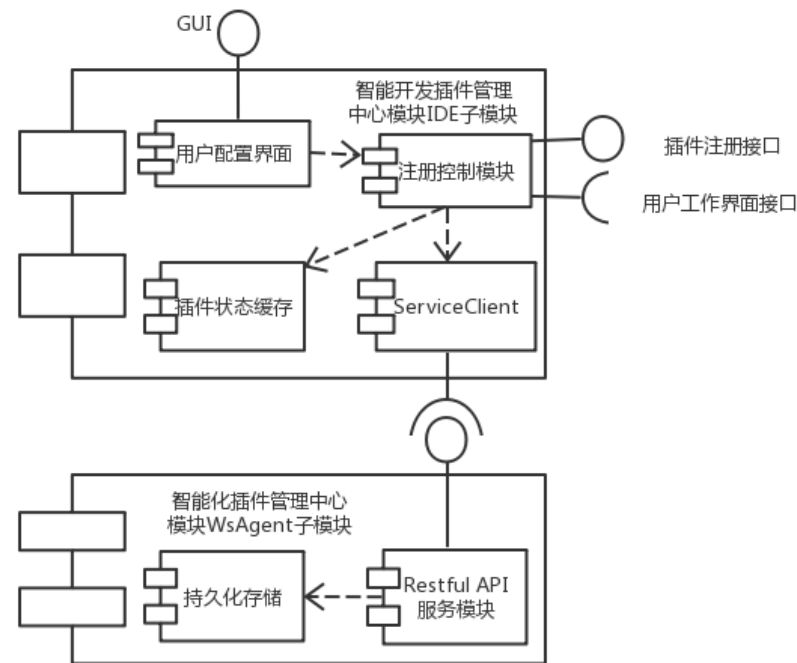 GUI
智能开发插件管理
中心模块IDE子模块
用户配置界面
注册控制模块
插件注册接口
用户工作界面接口
插件状态缓存
ServiceClient
智能化插件管理中心
模块WsAgent子模块
持久化存储
Restful API
服务模块